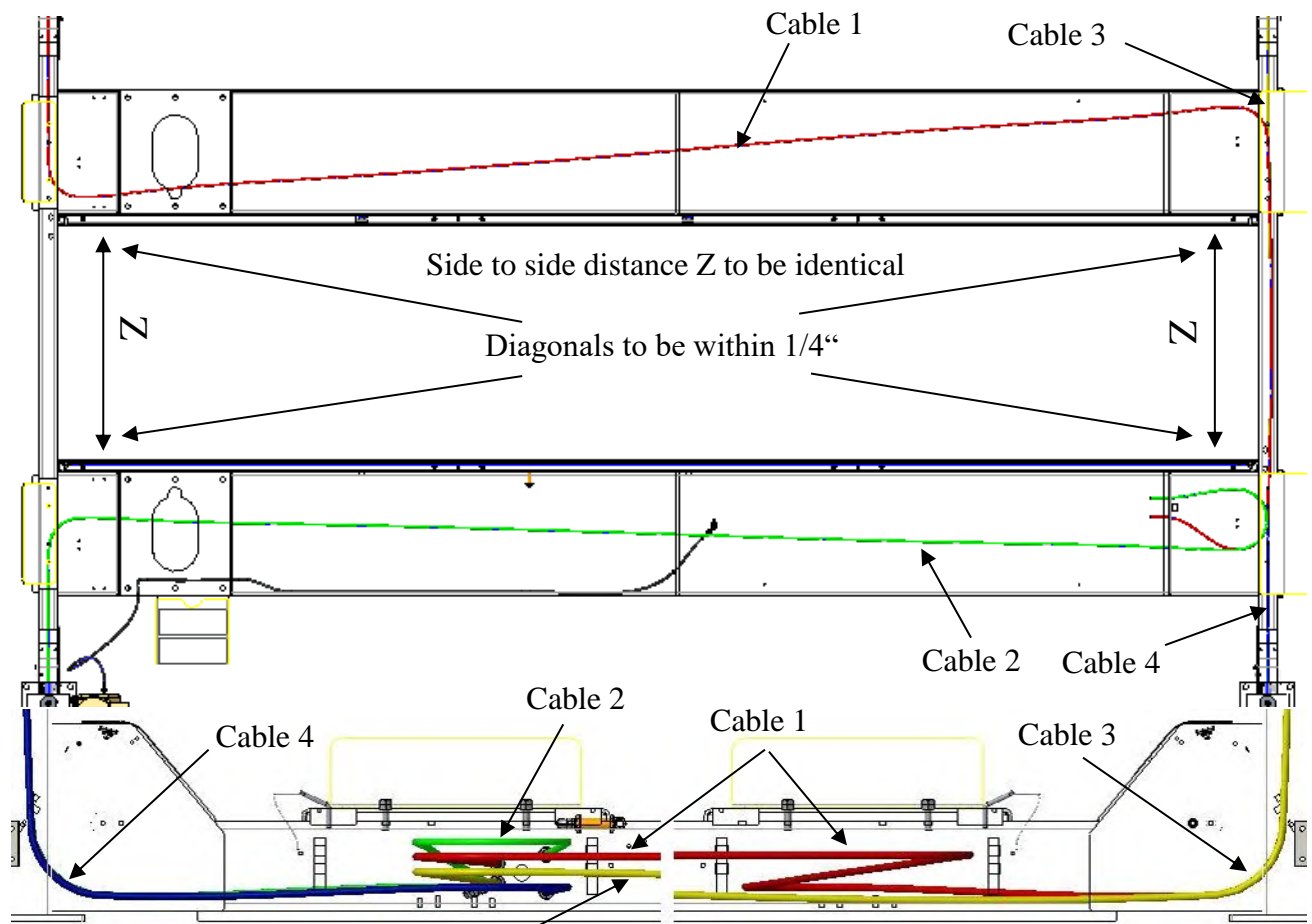 Cable 1
Cable 3
Side to side distance Z to be identical
Z
Z
Diagonals to be within 1/4“
Cable 2
Cable 4
Cable 2
Cable 4
Cable 1
Cable 3